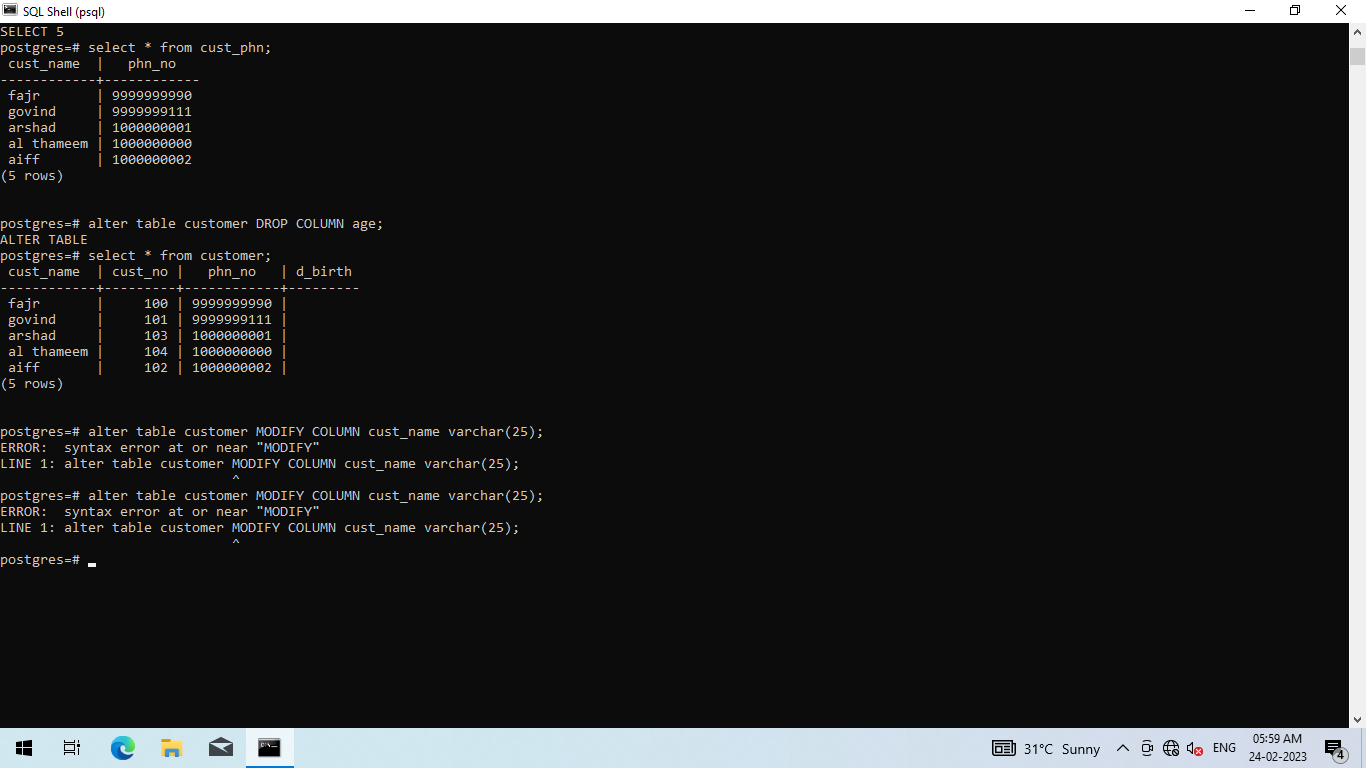 SQL Shell (psql)
SELECT 5
postgres=# select * from cust_phn;
 cust_name  |   phn_no
------------+------------
 fajr       | 9999999990
 govind     | 9999999111
 arshad     | 1000000001
 al thameem | 1000000000
 aiff       | 1000000002
(5 rows)
postgres=# alter table customer DROP COLUMN age;
ALTER TABLE
postgres=# select * from customer;
 cust_name  | cust_no |   phn_no   | d_birth
------------+---------+------------+---------
 fajr       |     100 | 9999999990 |
 govind     |     101 | 9999999111 |
 arshad     |     103 | 1000000001 |
 al thameem |     104 | 1000000000 |
 aiff       |     102 | 1000000002 |
(5 rows)
postgres=# alter table customer MODIFY COLUMN cust_name varchar(25);
ERROR:  syntax error at or near "MODIFY"
LINE 1: alter table customer MODIFY COLUMN cust_name varchar(25);
                             ^
postgres=# alter table customer MODIFY COLUMN cust_name varchar(25);
ERROR:  syntax error at or near "MODIFY"
LINE 1: alter table customer MODIFY COLUMN cust_name varchar(25);
                             ^
postgres=#
31°C Sunny
ENG
05:59 AM
24-02-2023
4